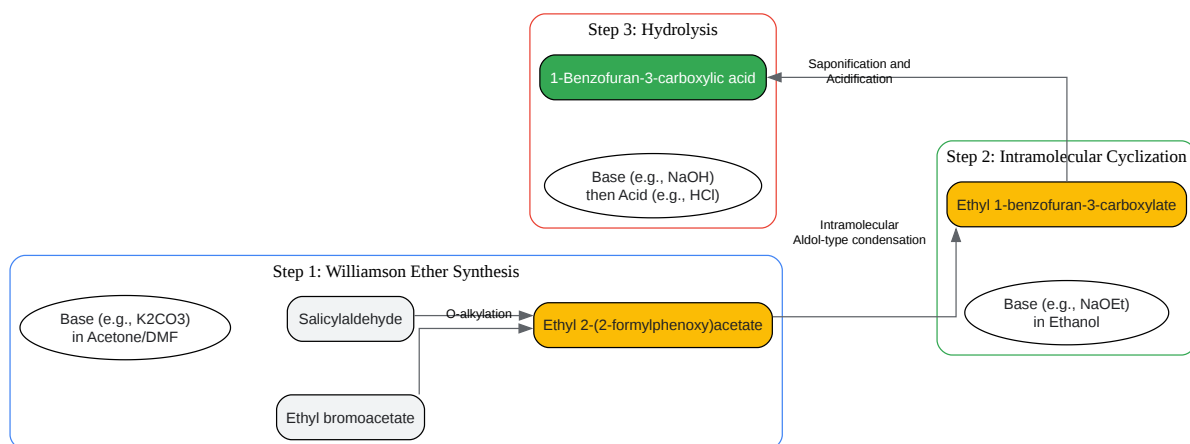 Step 3: Hydrolysis
1-Benzofuran-3-carboxylic acid
Base (e.g., NaOH)
then Acid (e.g., HCl)
Saponification and
Acidification
Step 2: Intramolecular Cyclization
Ethyl 1-benzofuran-3-carboxylate
Base (e.g., NaOEt)
in Ethanol
Intramolecular
Aldol-type condensation
Step 1: Williamson Ether Synthesis
Base (e.g., K2CO3)
in Acetone/DMF
Salicylaldehyde
O-alkylation
Ethyl 2-(2-formylphenoxy)acetate
Ethyl bromoacetate